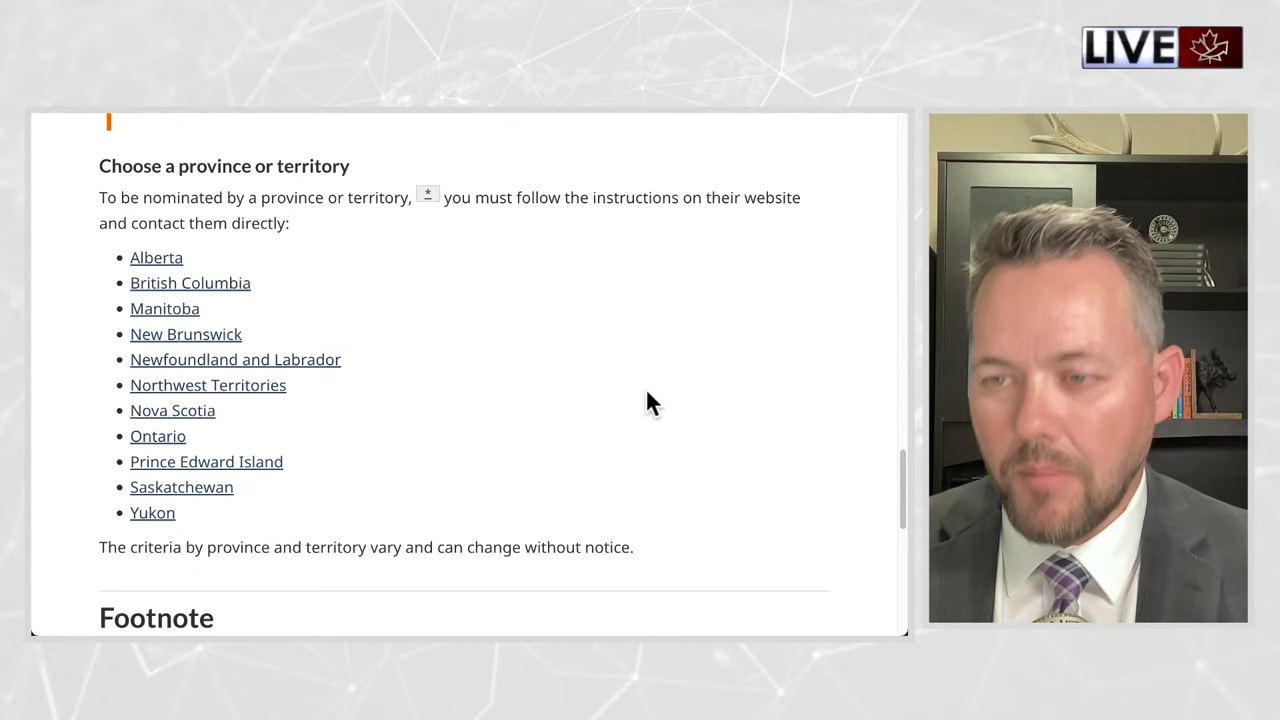 LIVE
Choose a province or territory
To be nominated by a province or territory, * you must follow the instructions on their website
and contact them directly:
• Alberta
• British Columbia
• Manitoba
• New Brunswick
• Newfoundland and Labrador
• Northwest Territories
• Nova Scotia
• Ontario
• Prince Edward Island
• Saskatchewan
• Yukon
The criteria by province and territory vary and can change without notice.
Footnote